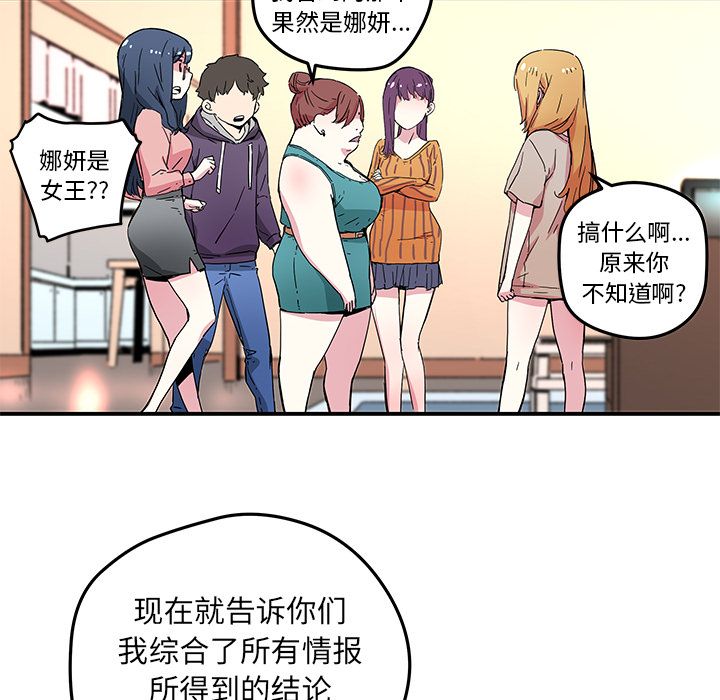 果然是娜妍...
娜妍是
女王??
搞什么啊...
原来你
不知道啊?
现在就告诉你们
我综合了所有情报
所得到的结论